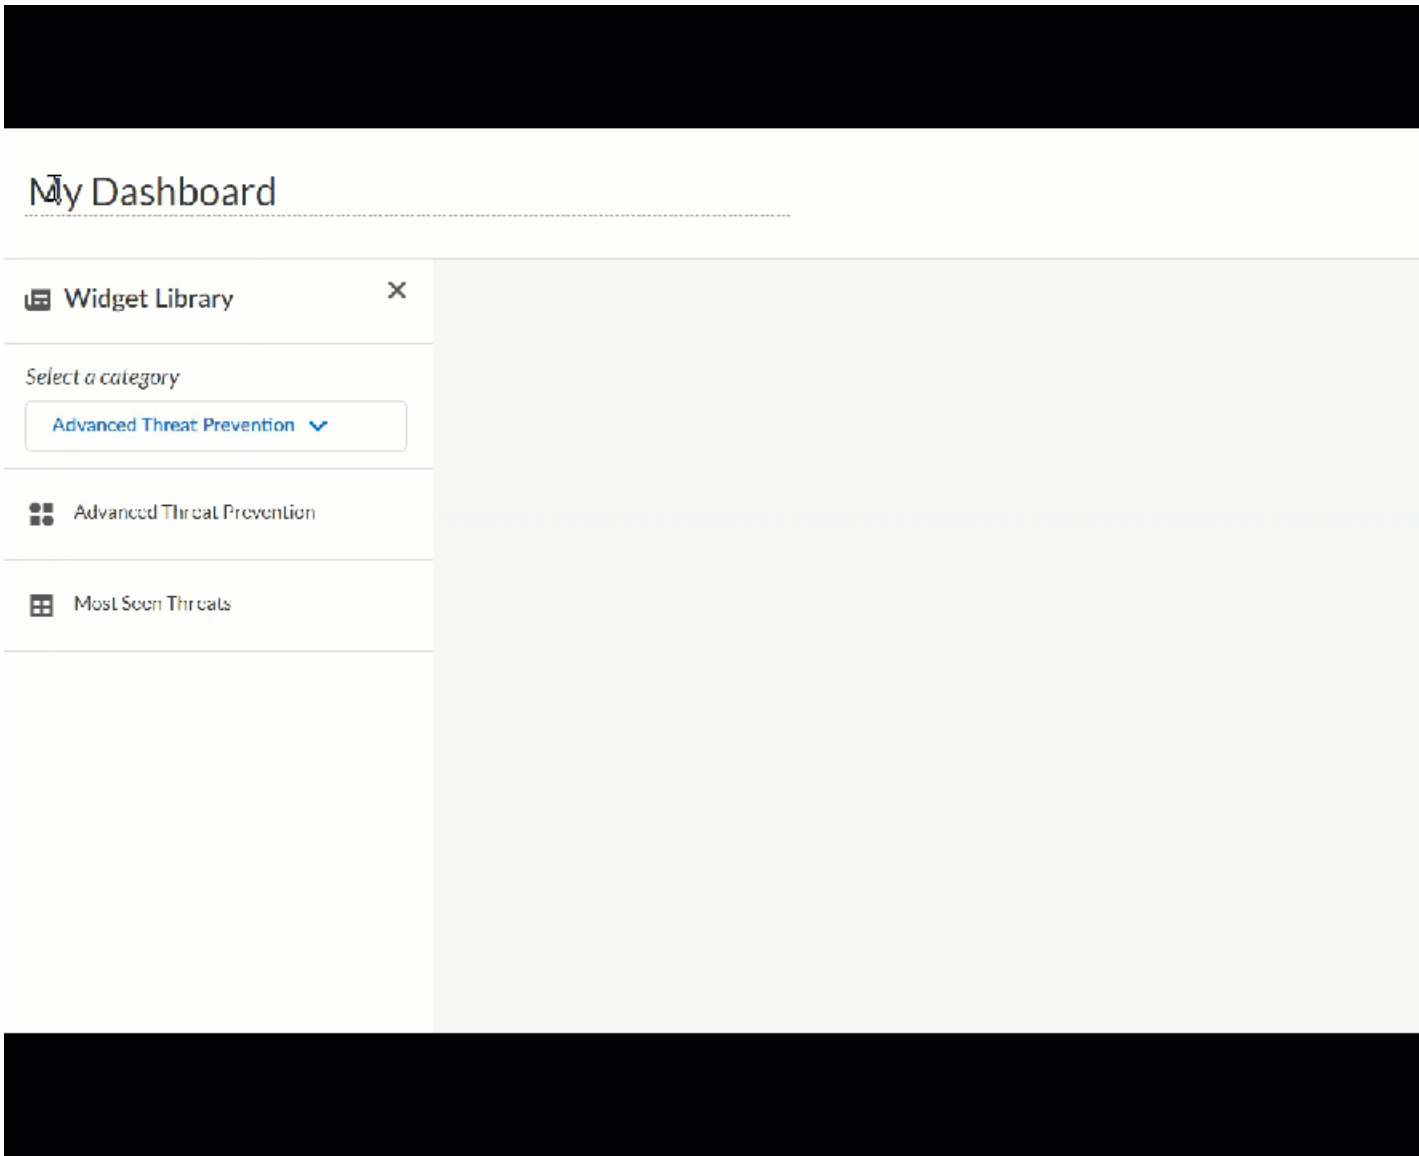 My Dashboard
Widget Library
Select a category
Advanced Threat Prevention
Advanced Threat Prevention
Most Seen Threats